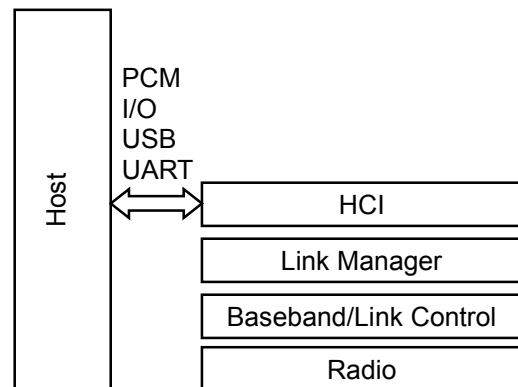 Host
PCM
I/O
USB
UART
HCI
Link Manager
Baseband/Link Control
Radio